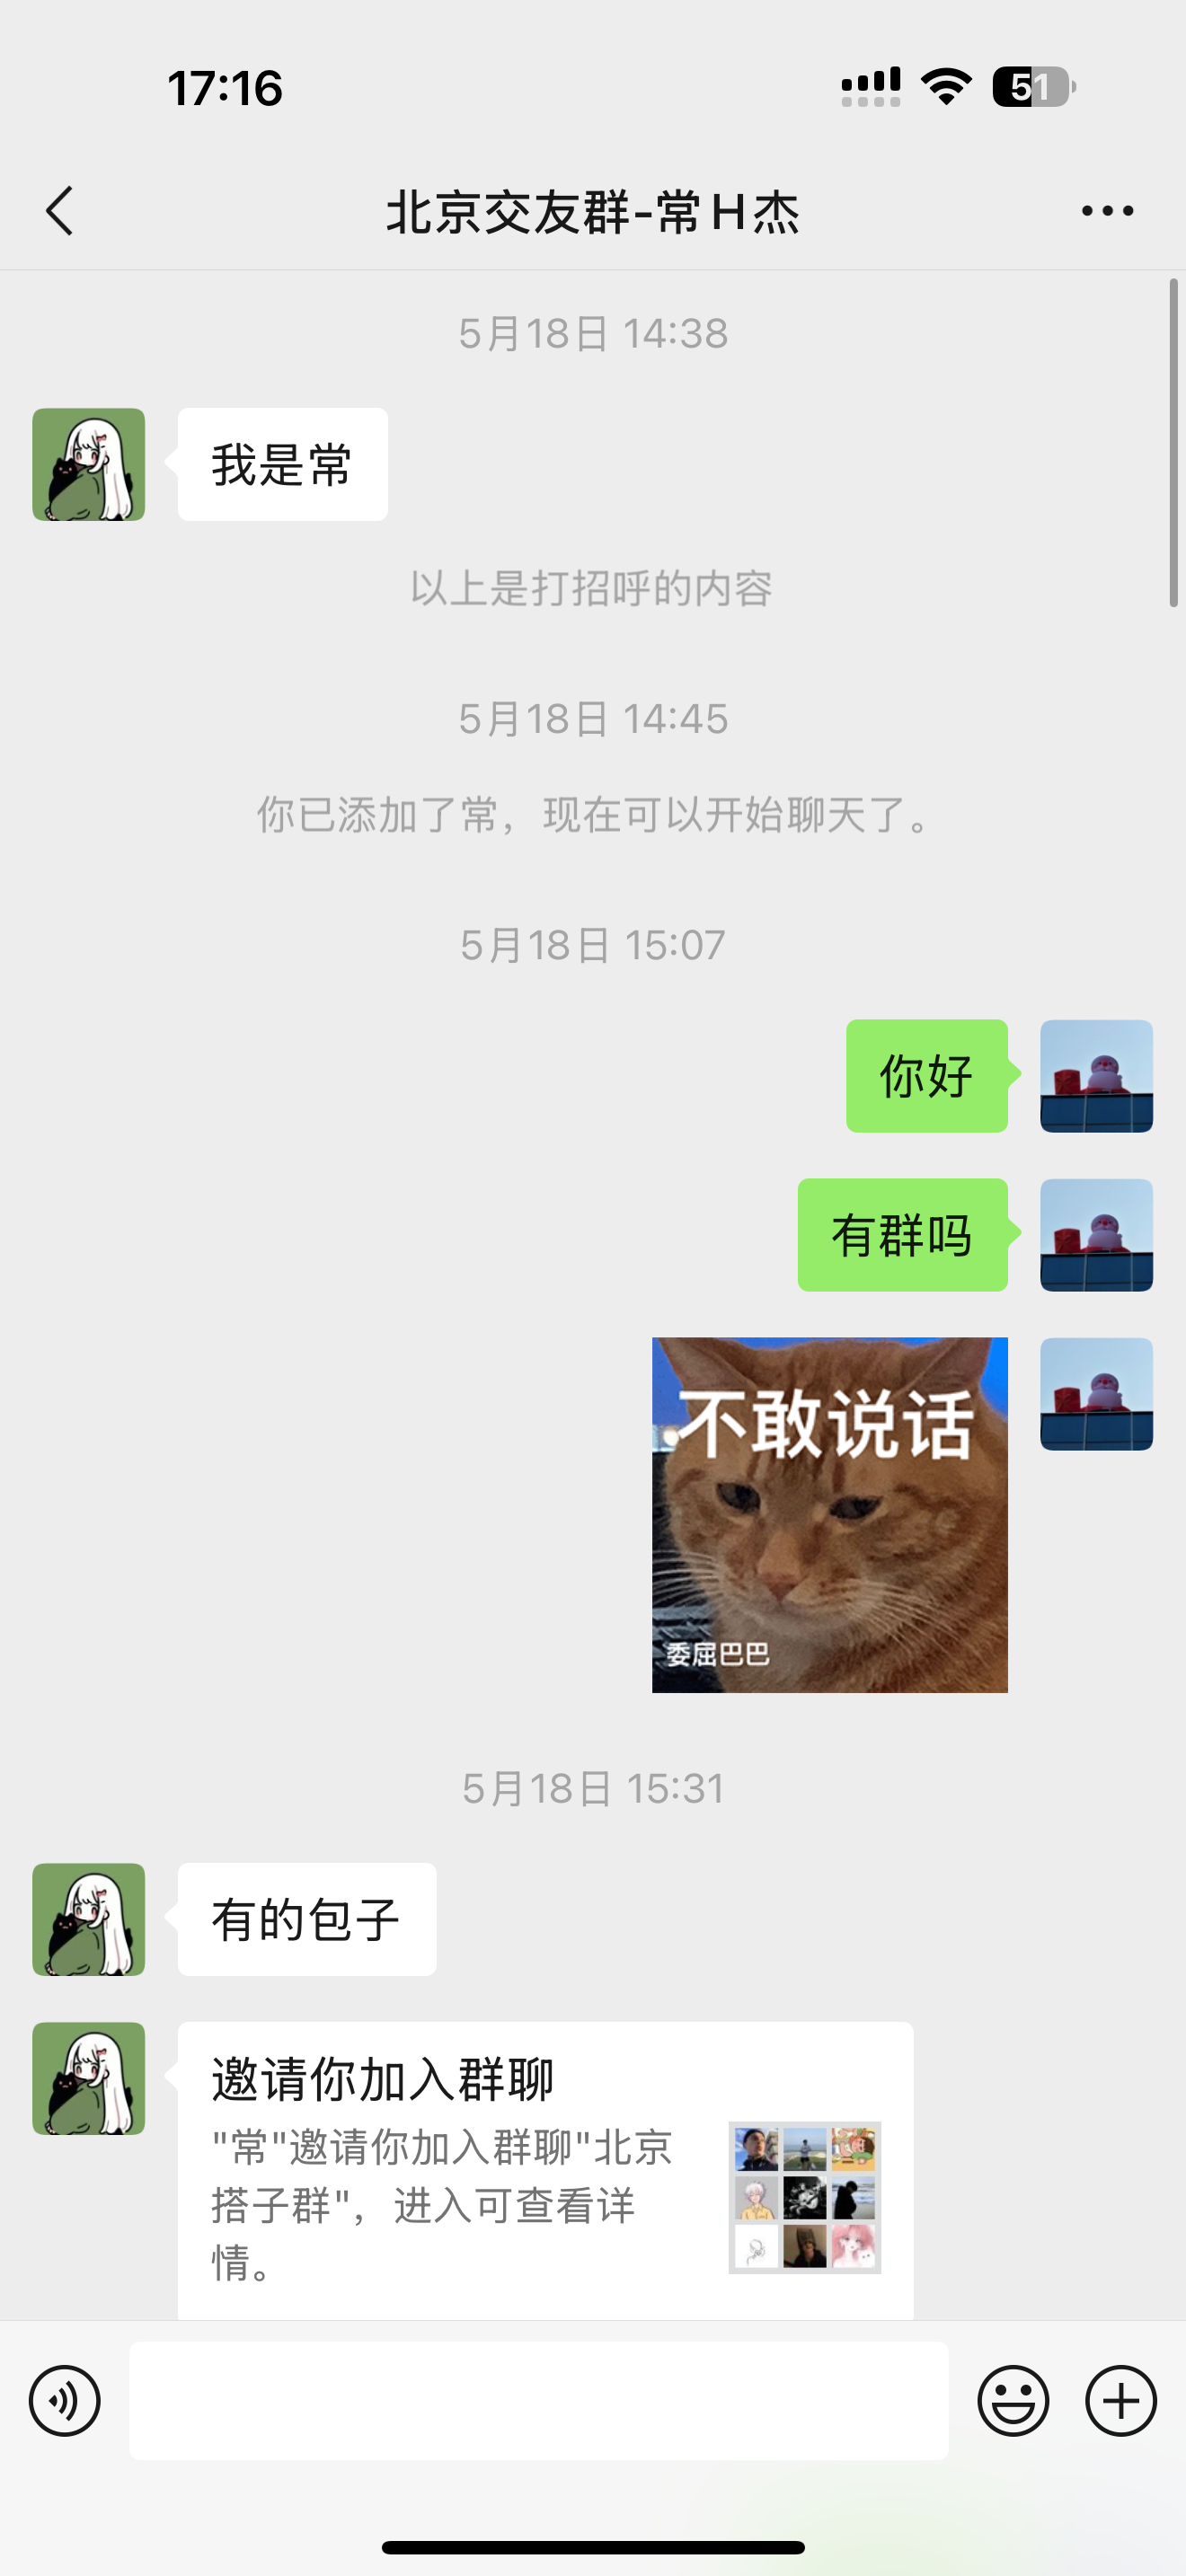 17:16
51
北京交友群-常H杰
5月18日 14:38
我是常
以上是打招呼的内容
5月18日 14:45
你已添加了常，现在可以开始聊天了。
5月18日 15:07
你好
有群吗
不敢说话
委屈巴巴
5月18日 15:31
有的包子
邀请你加入群聊
"常"邀请你加入群聊"北京
搭子群"，进入可查看详
情。